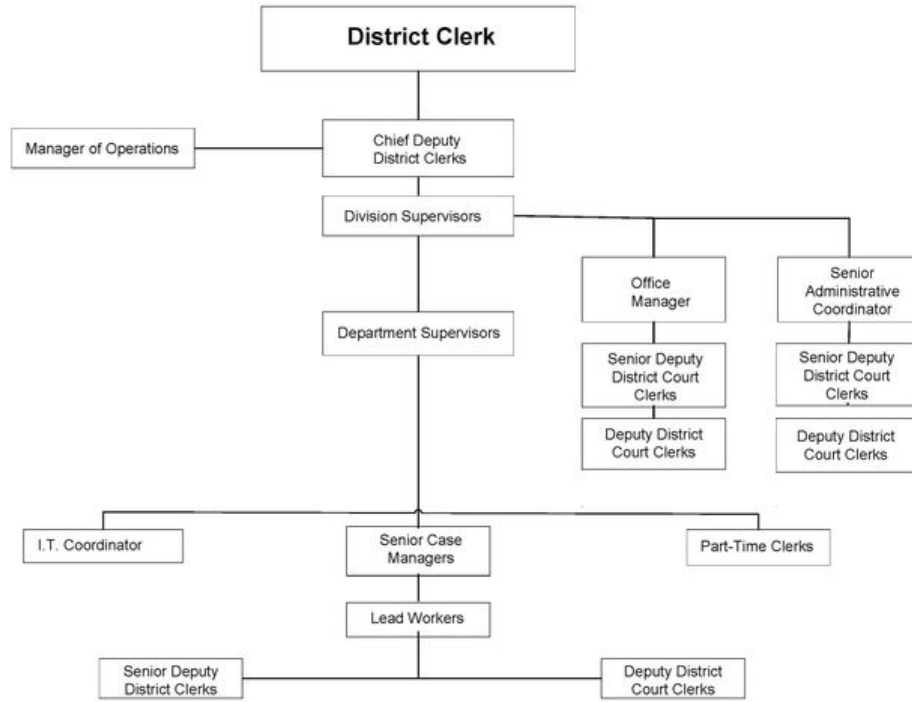 District Clerk
Chief Deputy
District Clerks
Manager of Operations
Division Supervisors
Office
Manager
Senior
Administrative
Coordinator
Department Supervisors
Senior Deputy
District Court
Clerks
Senior Deputy
District Court
Clerks
Deputy District
Court Clerks
Deputy District
Court Clerks
I.T. Coordinator
Senior Case
Managers
Part-Time Clerks
Lead Workers
Senior Deputy
District Clerks
Deputy District
Court Clerks